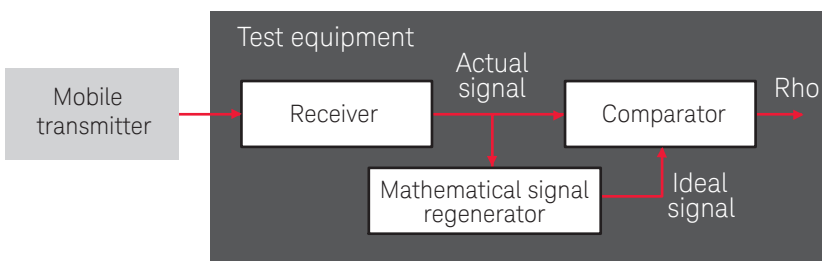 Test equipment
Actual
signal
Rho
Mobile
transmitter
Receiver
Comparator
Mathematical signal
regenerator
Ideal
signal